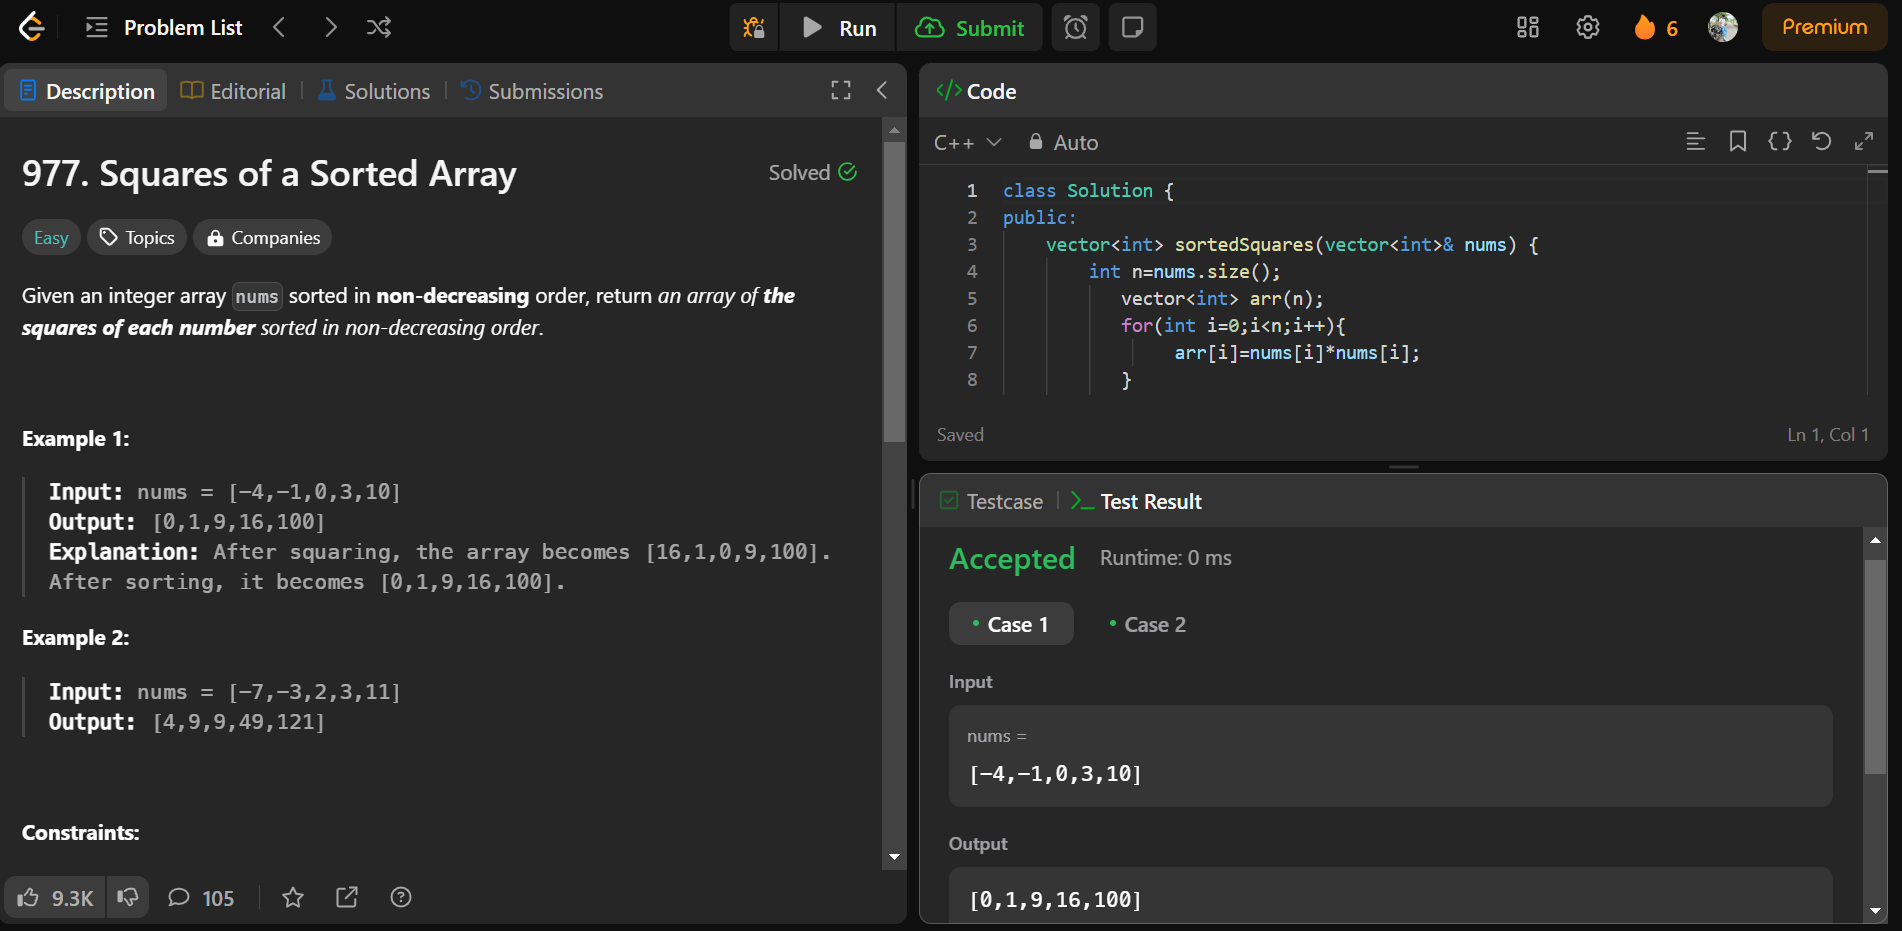 Problem List
Run
Submit
6
Premium
Description
Editorial
Solutions
Submissions
977. Squares of a Sorted Array
Solved
Easy
Topics
Companies
Given an integer array nums sorted in non-decreasing order, return an array of the
squares of each number sorted in non-decreasing order.
Example 1:
Input: nums = [-4,-1,0,3,10]
Output: [0,1,9,16,100]
Explanation: After squaring, the array becomes [16,1,0,9,100].
After sorting, it becomes [0,1,9,16,100].
Example 2:
Input: nums = [-7,-3,2,3,11]
Output: [4,9,9,49,121]
Constraints:
9.3K
105
</> Code
C++
Auto
1 class Solution {
2 public:
3 vector<int> sortedSquares(vector<int>& nums) {
4 int n=nums.size();
5 vector<int> arr(n);
6 for(int i=0;i<n;i++){
7 arr[i]=nums[i]*nums[i];
8 }
Saved
Ln 1, Col 1
Testcase
Test Result
Accepted
Runtime: 0 ms
Case 1
Case 2
Input
nums =
[-4,-1,0,3,10]
Output
[0,1,9,16,100]